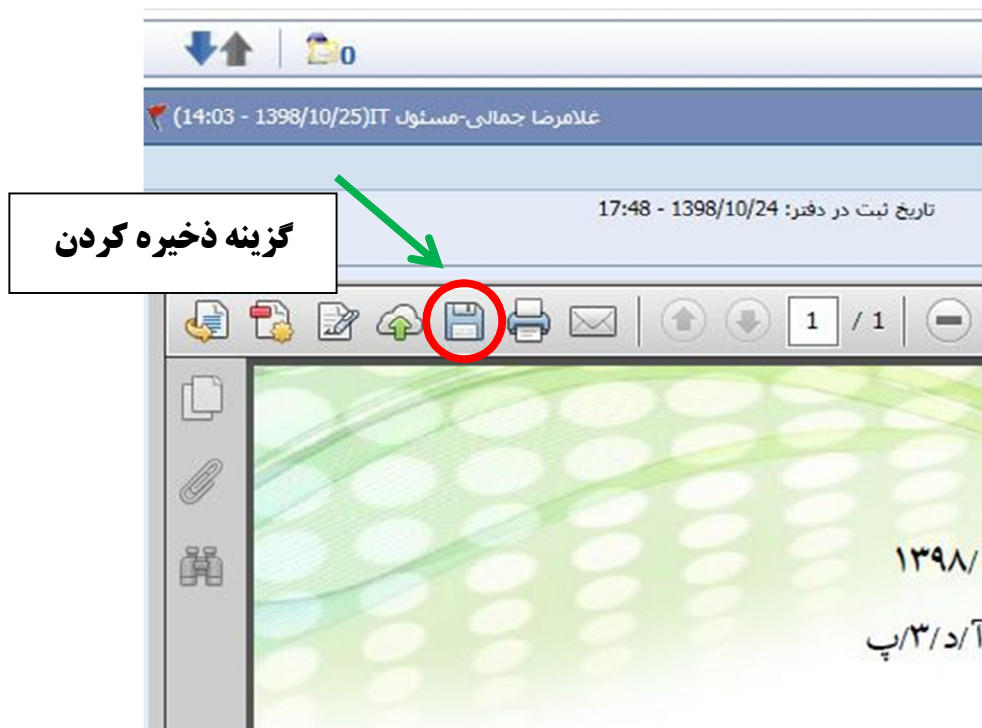 0
غلامرضا جمالی-مسئول IT(1398/10/25 - 14:03)
تاریخ ثبت در دفتر: 1398/10/24 - 17:48
گزینه ذخیره کردن
1 / 1
۱۳۹۸/
آ/د/۳/پ